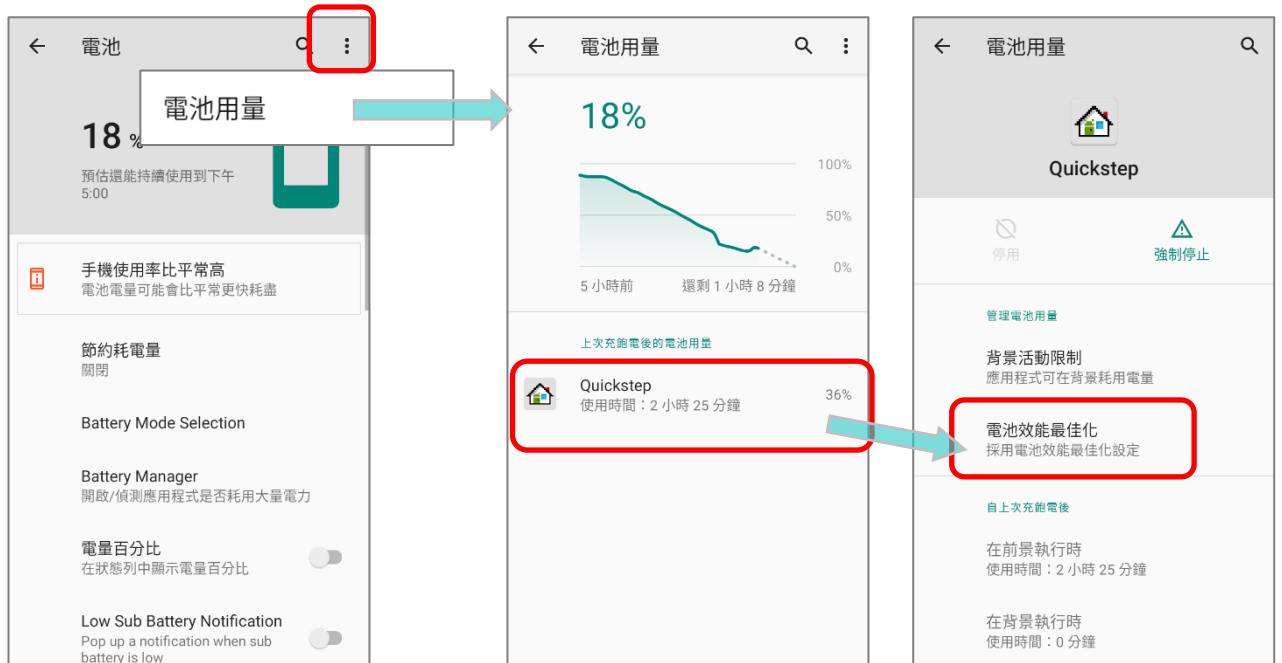 電池
電池用量
18 %
預估還能持續使用到下午
5:00
手機使用率比平常高
電池電量可能會比平常更快耗盡
節約耗電量
關閉
Battery Mode Selection
Battery Manager
開啟/偵測應用程式是否耗用大量電力
電量百分比
在狀態列中顯示電量百分比
Low Sub Battery Notification
Pop up a notification when sub
battery is low
電池用量
18%
100%
50%
0%
5 小時前
還剩 1 小時 8 分鐘
上次充飽電後的電池用量
Quickstep
使用時間：2 小時 25 分鐘
36%
電池用量
Quickstep
停用
強制停止
管理電池用量
背景活動限制
應用程式可在背景耗用電量
電池效能最佳化
採用電池效能最佳化設定
自上次充飽電後
在前景執行時
使用時間：2 小時 25 分鐘
在背景執行時
使用時間：0 分鐘